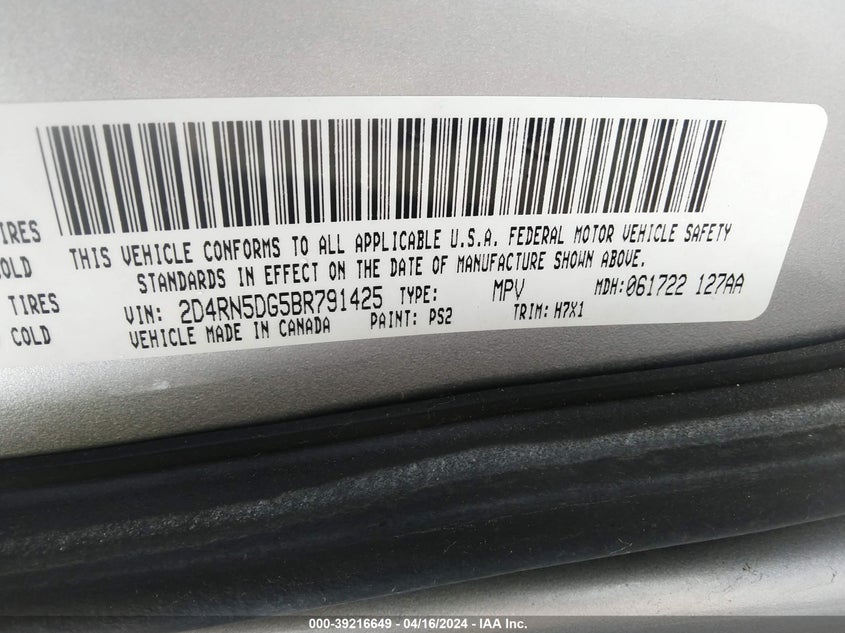 TIRES
COLD
TIRES
COLD
THIS VEHICLE CONFORMS TO ALL APPLICABLE U.S.A. FEDERAL MOTOR VEHICLE SAFETY
STANDARDS IN EFFECT ON THE DATE OF MANUFACTURE SHOWN ABOVE.
VIN: 2D4RN5DG5BR791425 TYPE: MPV MDH:061722 127AA
VEHICLE MADE IN CANADA PAINT: PS2 TRIM: H7X1
000-39216649 - 04/16/2024 - IAA Inc.